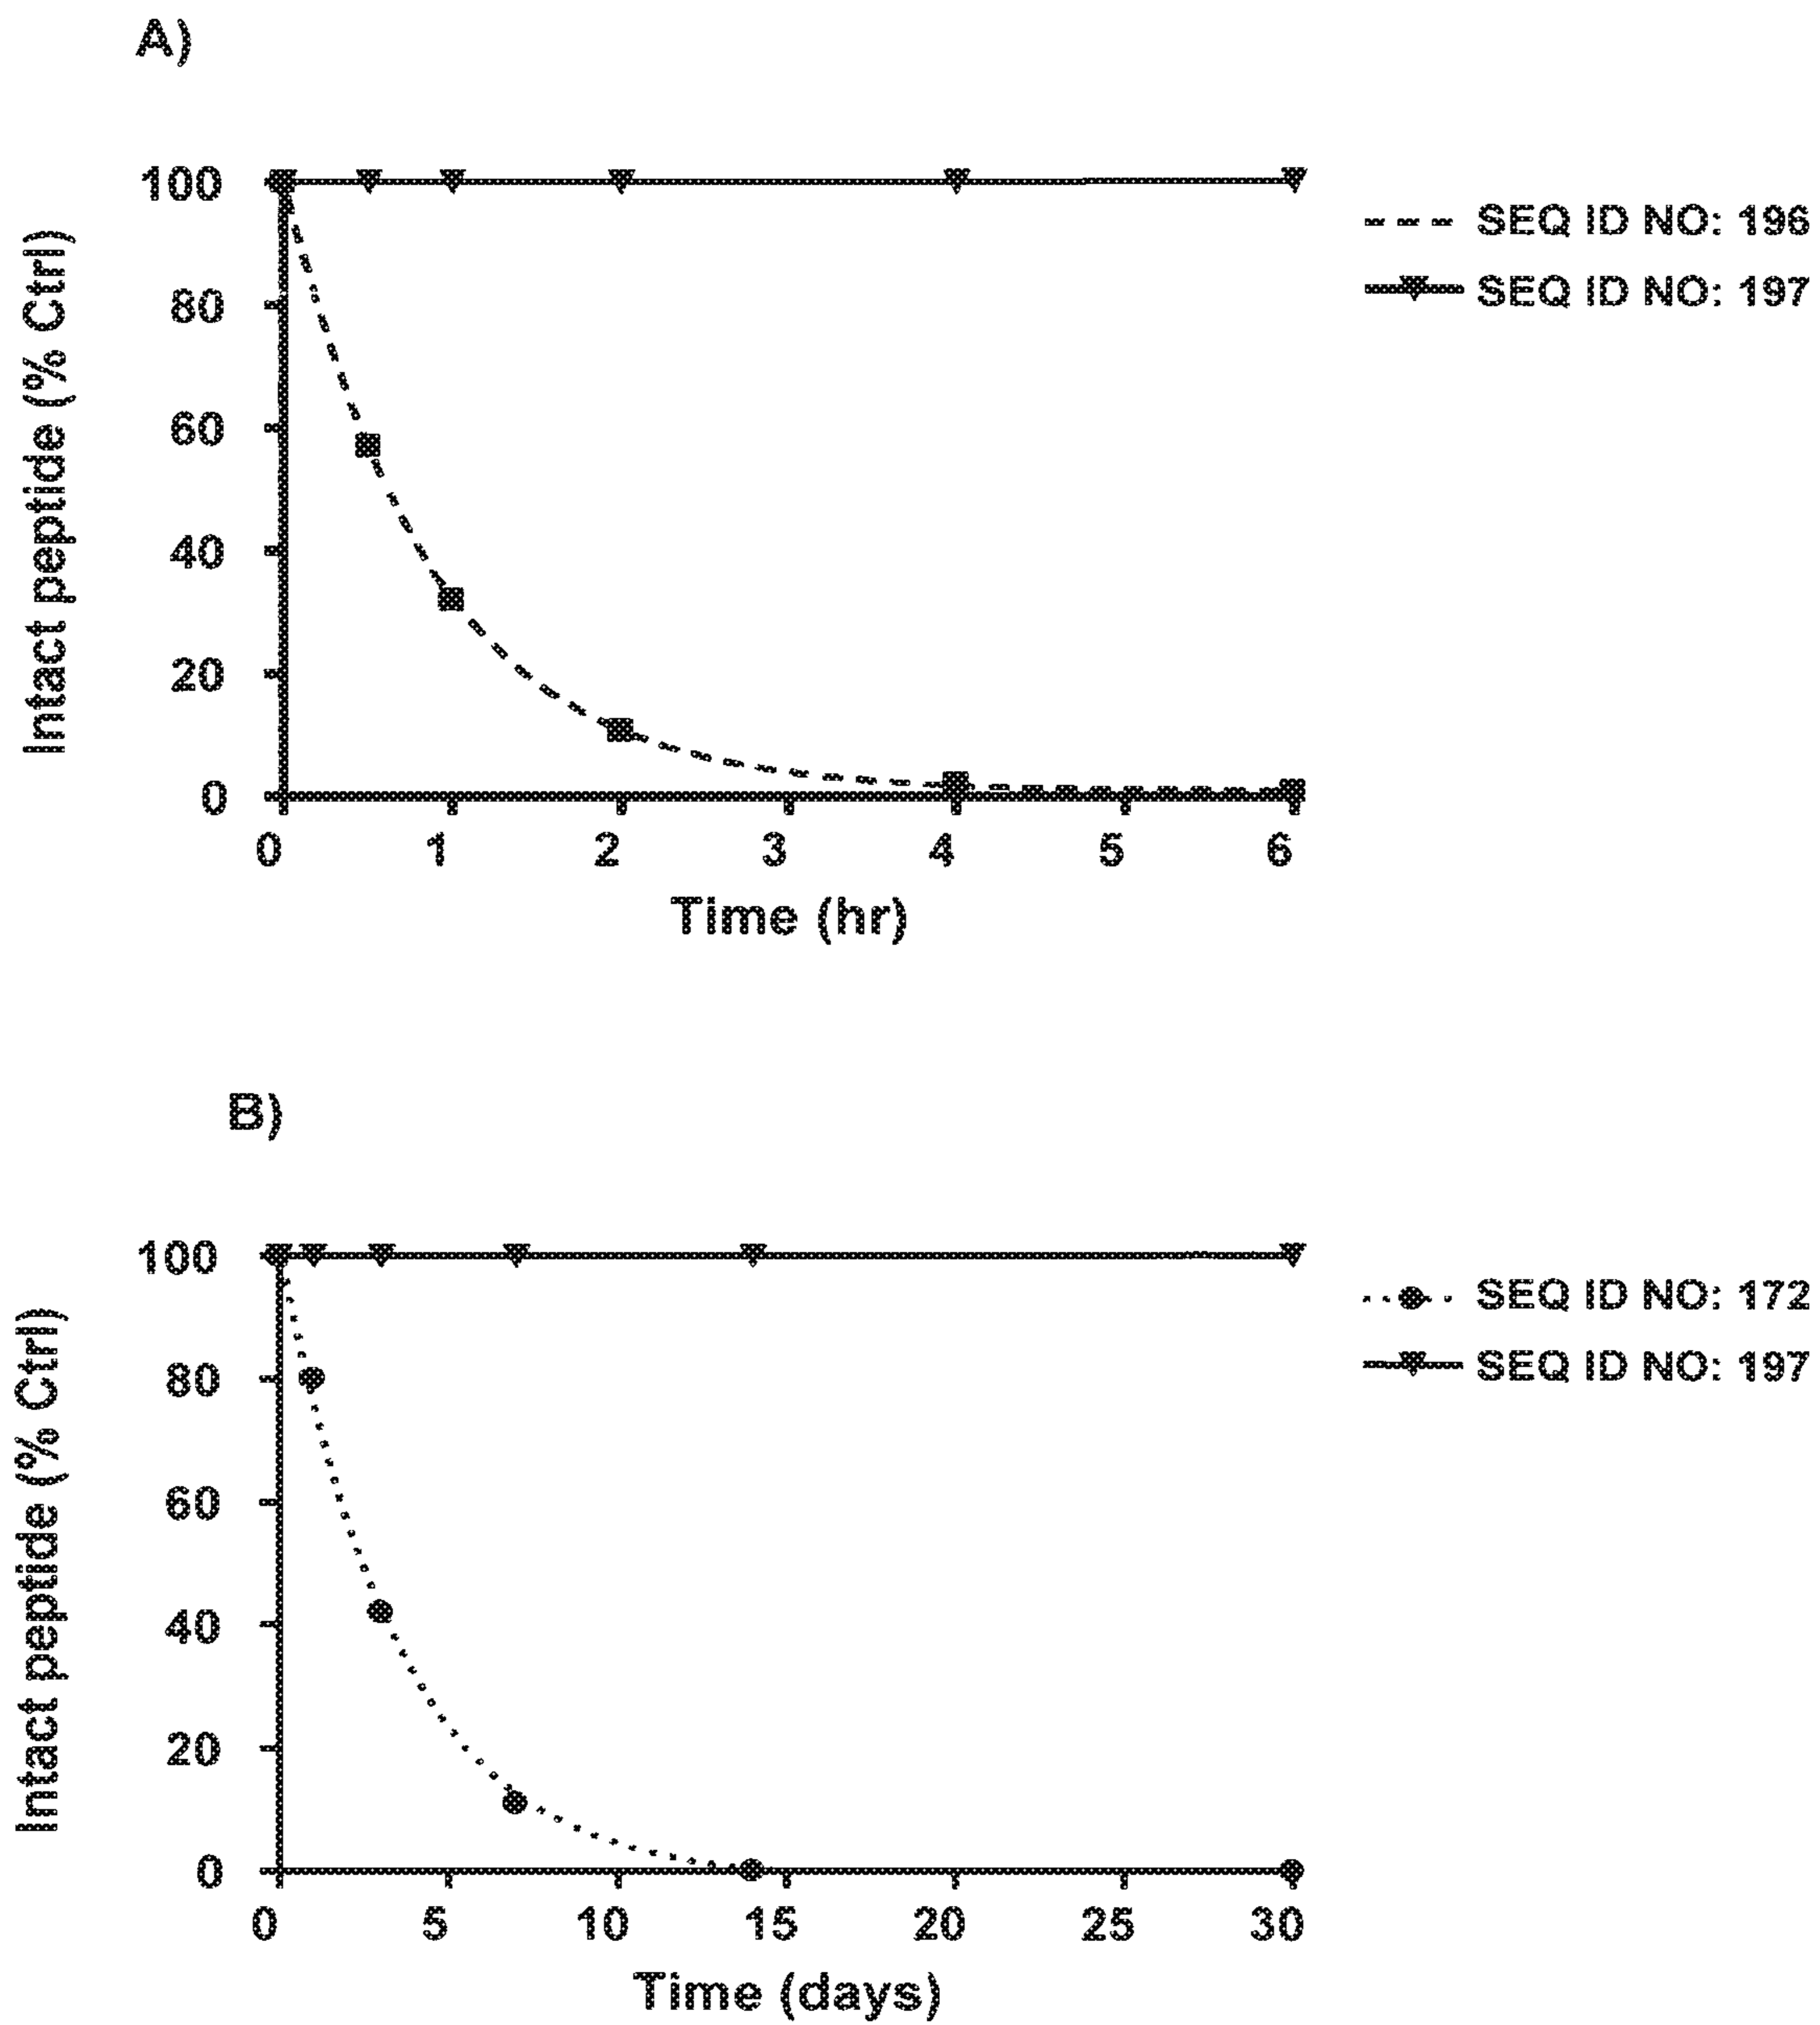 A)
Intact peptide (% Ctrl)
100
80
60
40
20
0
0 1 2 3 4 5 6
Time (hr)
SEQ ID NO: 196
SEQ ID NO: 197
B)
Intact peptide (% Ctrl)
100
80
60
40
20
0
0 5 10 15 20 25 30
Time (days)
SEQ ID NO: 172
SEQ ID NO: 197